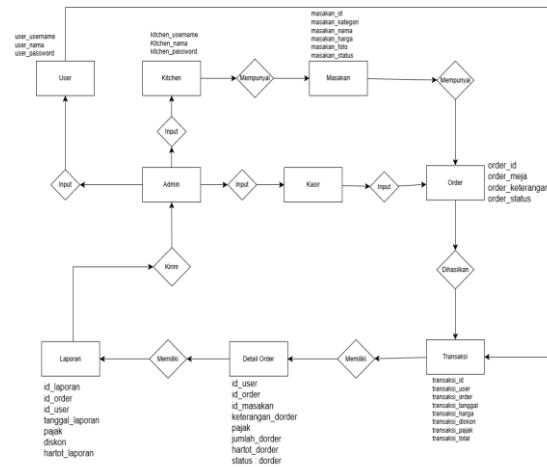 user_username
user_nama
user_password
User
kitchen_username
Kitchen_nama
kitchen_password
Kitchen
Mempunyai
masakan_id
masakan_kategori
masakan_nama
masakan_harga
masakan_foto
masakan_status
Masakan
Mempunyai
Input
Input
Admin
Input
Kasir
Input
Order
order_id
order_meja
order_keterangan
order_status
Kirim
Dihasilkan
Laporan
Memiliki
Detail Order
Memiliki
Transaksi
id_laporan
id_order
id_user
tanggal_laporan
pajak
diskon
hartot_laporan
id_user
id_order
id_masakan
keterangan_dorder
pajak
jumlah_dorder
hartot_dorder
status : dorder
transaksi_id
transaksi_user
transaksi_order
transaksi_tanggal
transaksi_harga
transaksi_diskon
transaksi_pajak
transaksi_total